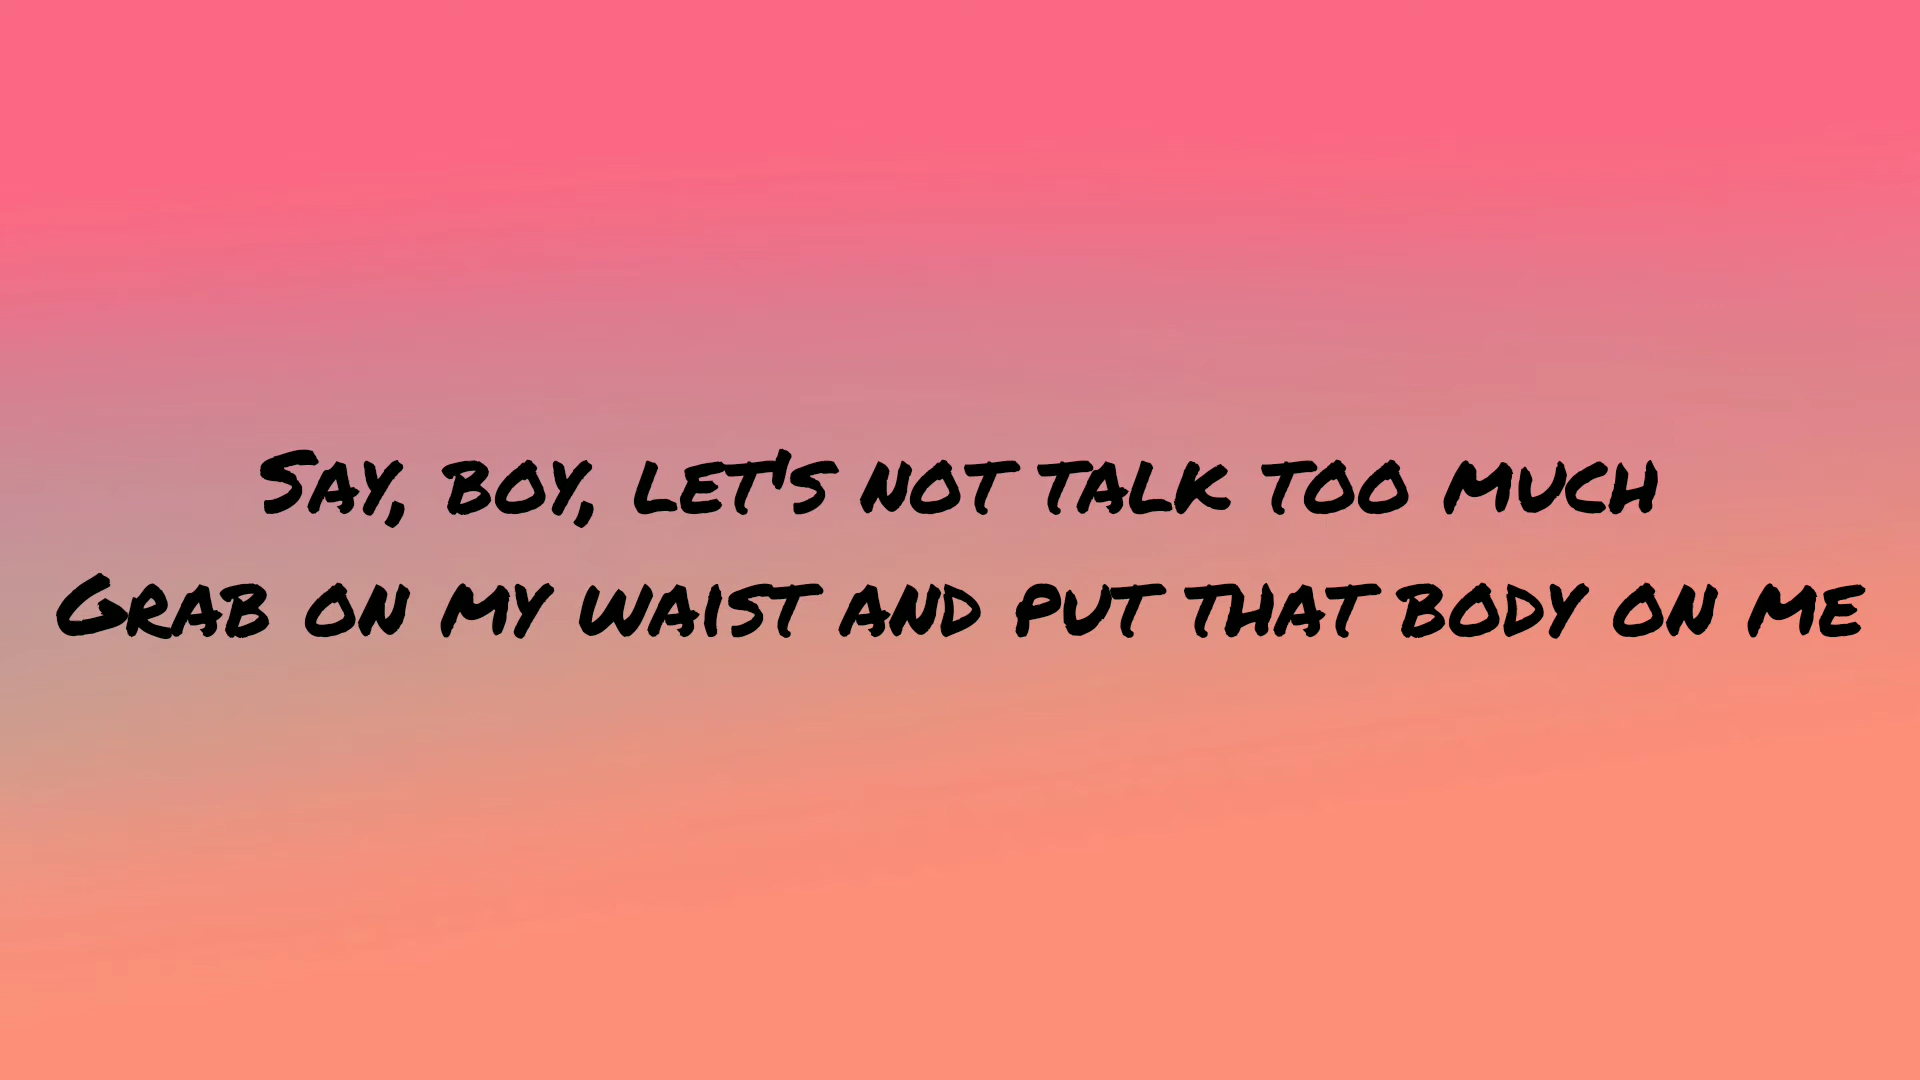 Say, boy, let's not talk too much
Grab on my waist and put that body on me